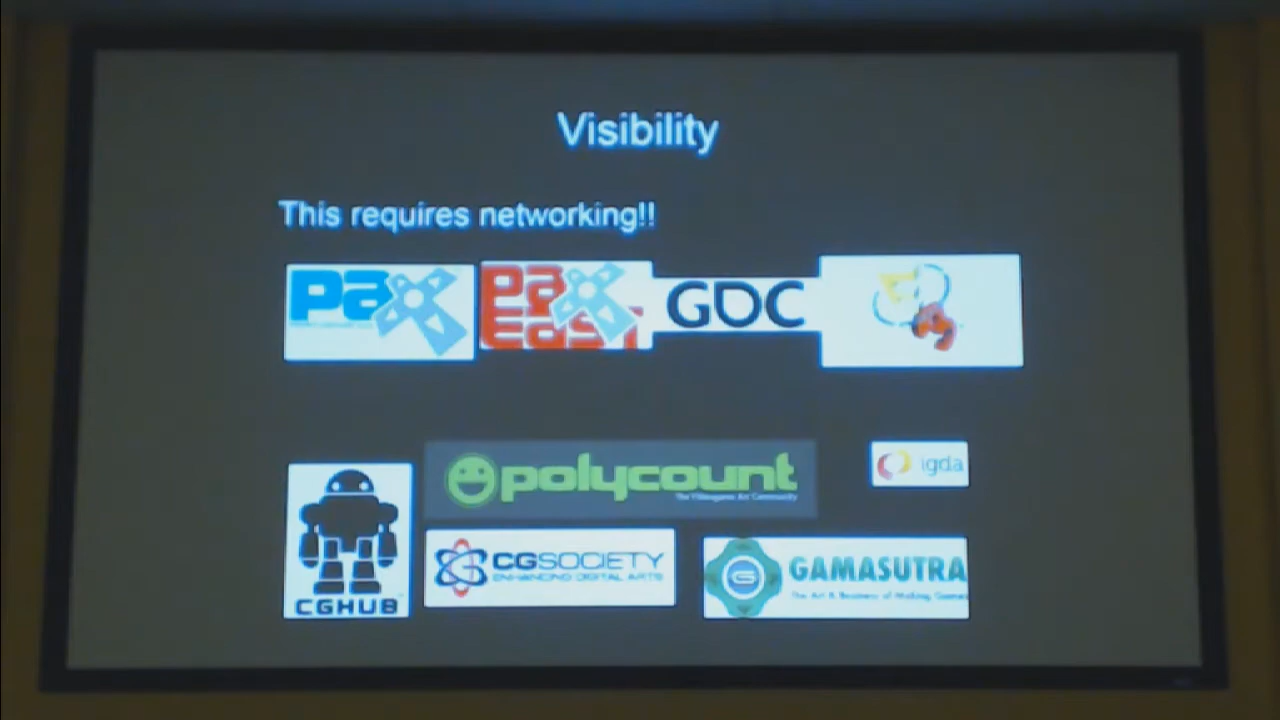 Visibility
This requires networking!!
pax
pax east
GDC
E3
polycount
The Videogame Art Community
igda
CGHUB
CGSOCIETY
ENHANCING DIGITAL ARTS
GAMASUTRA
The Art & Business of Making Games